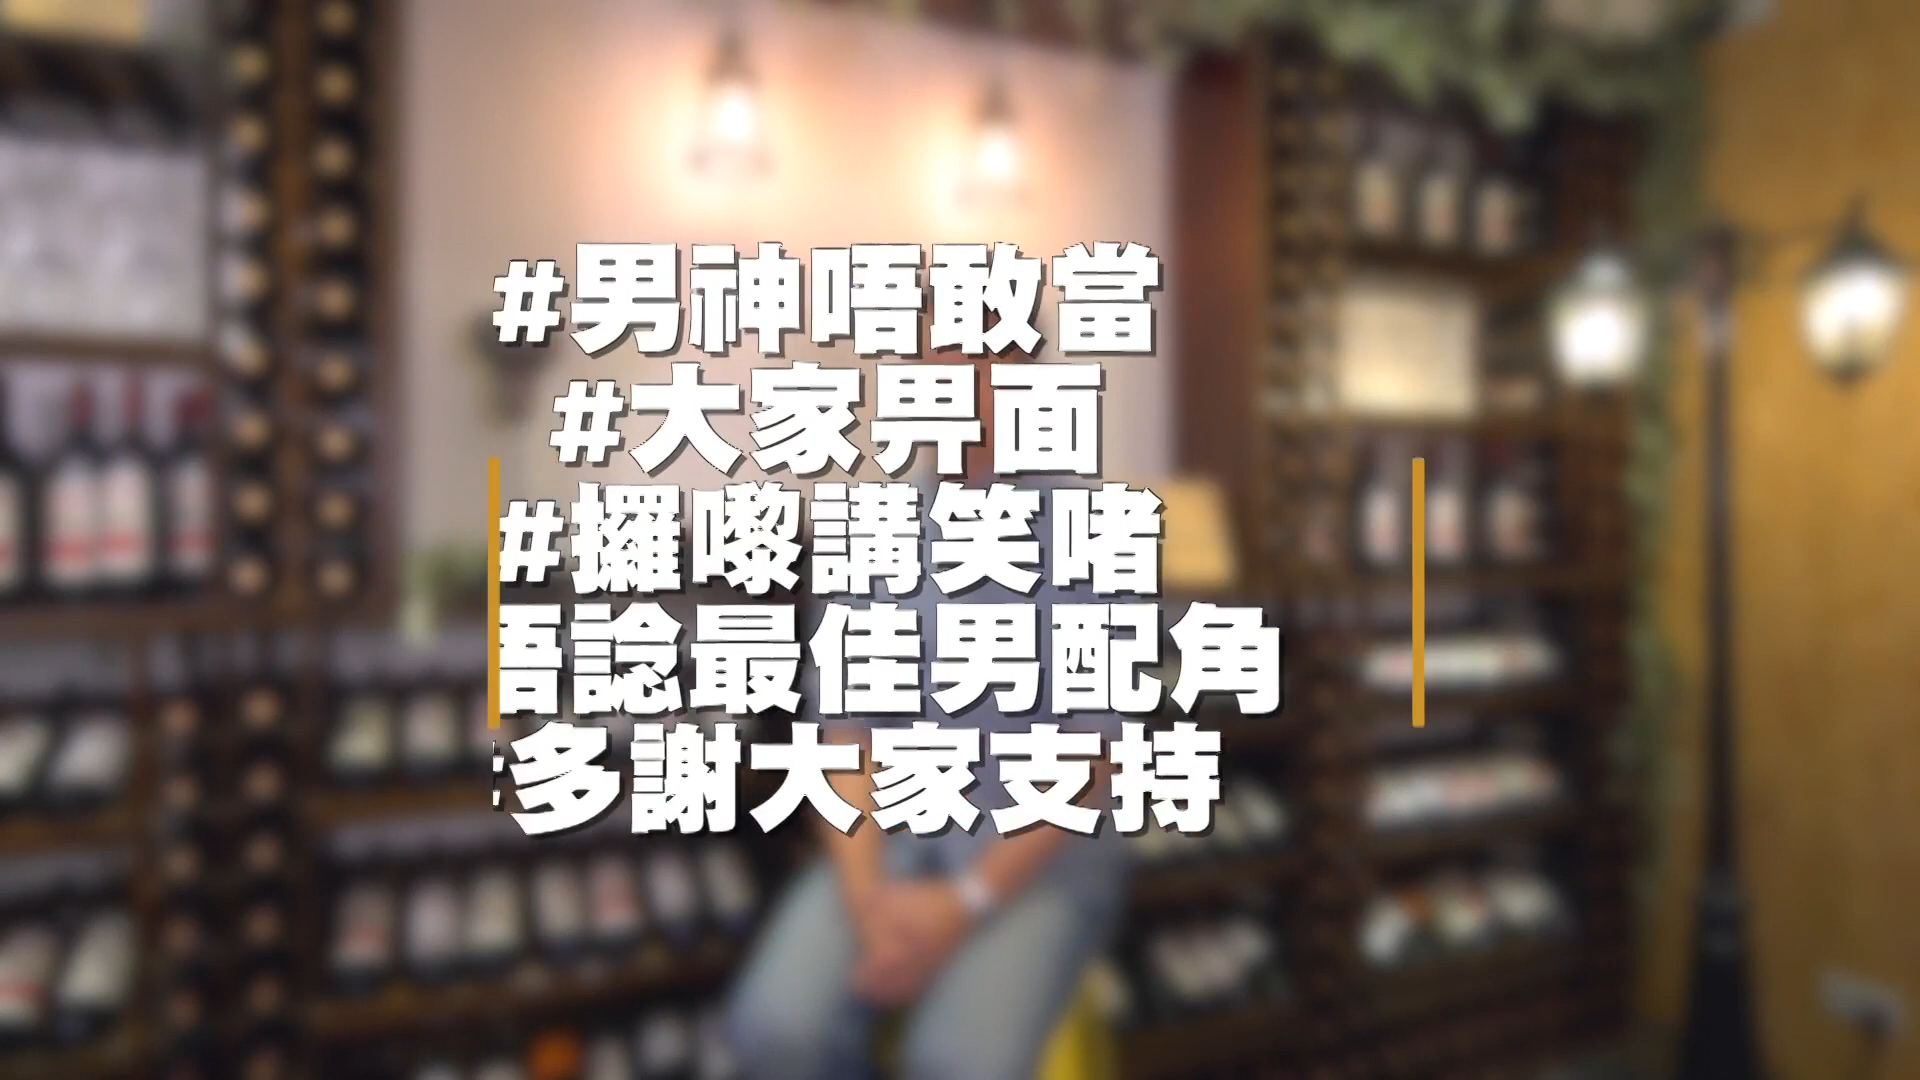 #男神唔敢當
#大家畀面
#攞嚟講笑啫
唔諗最佳男配角
#多謝大家支持